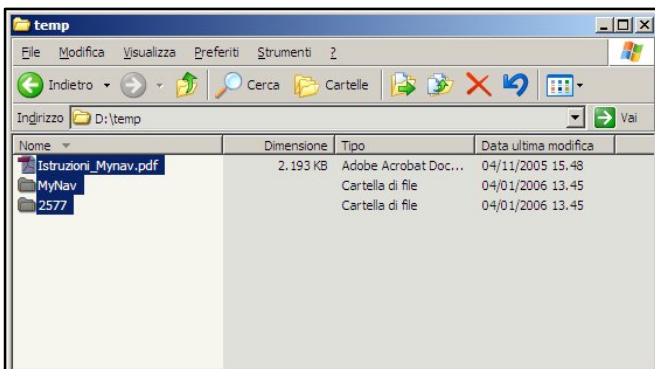 temp
File Modifica Visualizza Preferiti Strumenti ?
Indietro Cerca Cartelle
Indirizzo D:\temp Vai
Nome Dimensione Tipo Data ultima modifica
Istruzioni_Mynav.pdf 2.193 KB Adobe Acrobat Doc... 04/11/2005 15.48
MyNav Cartella di file 04/01/2006 13.45
2577 Cartella di file 04/01/2006 13.45